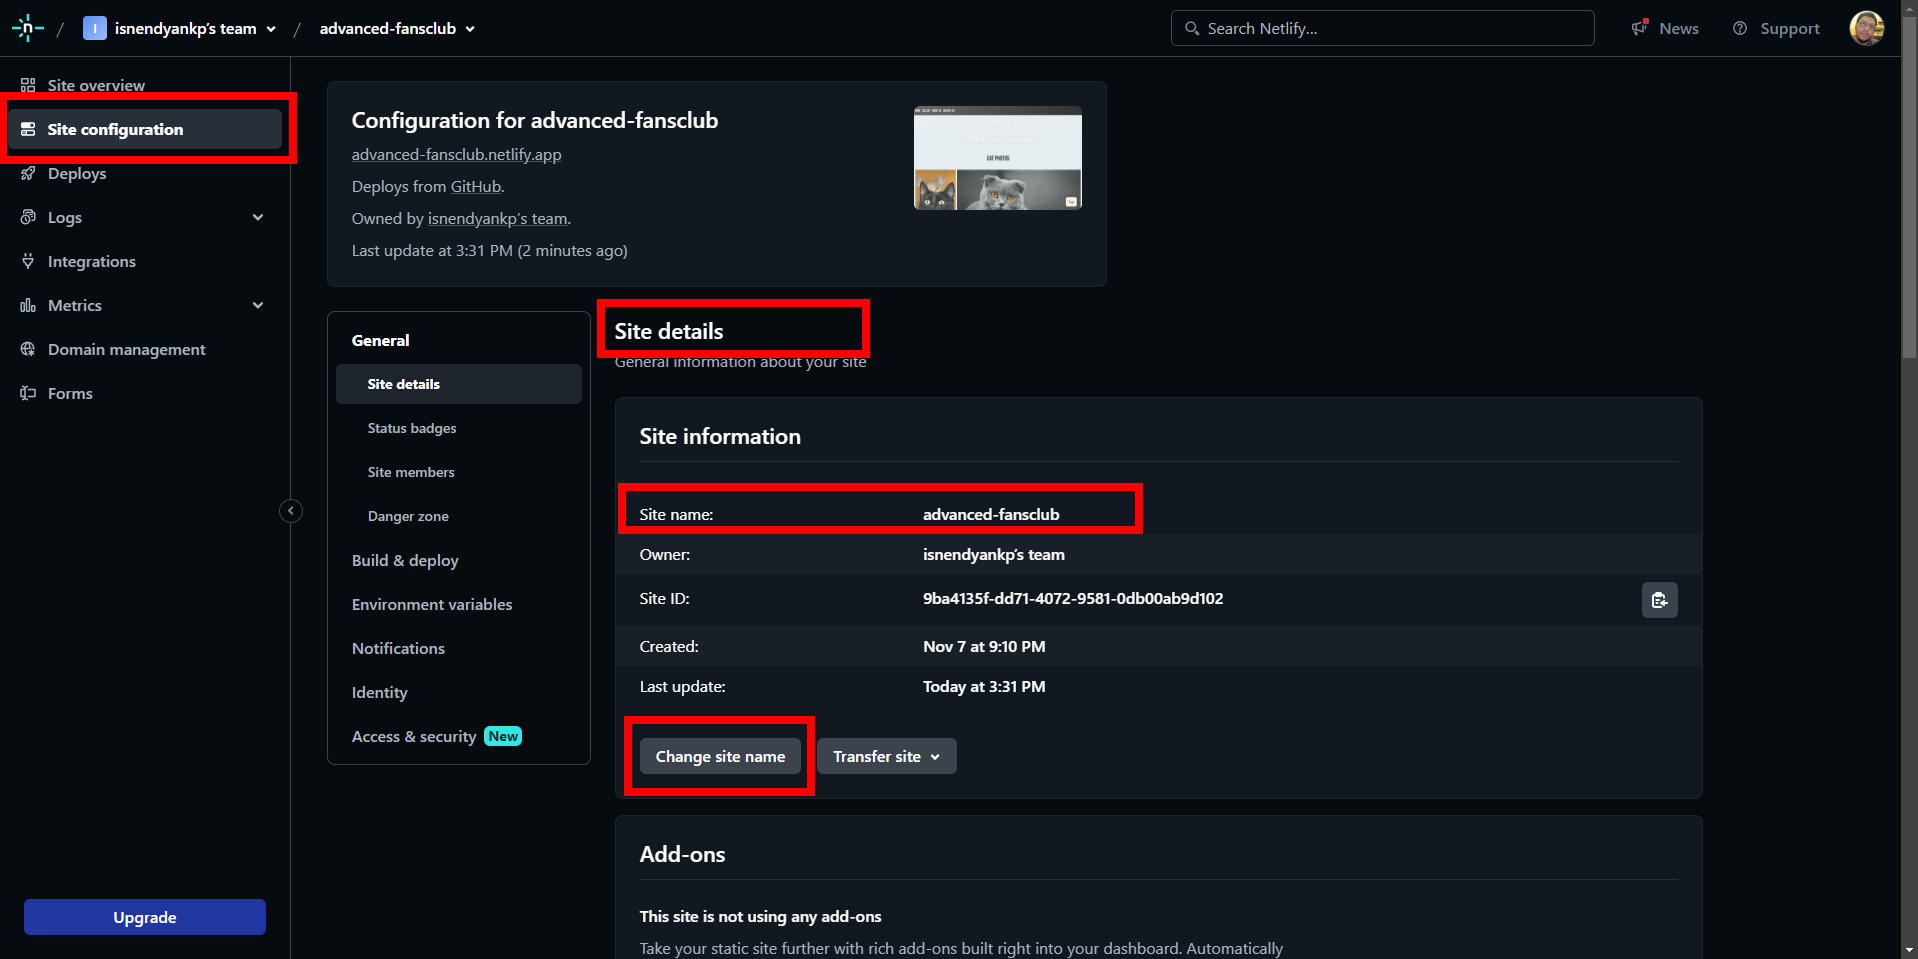 / I isnendyankp's team / advanced-fansclub
Search Netlify...
News
Support
Site overview
Site configuration
Deploys
Logs
Integrations
Metrics
Domain management
Forms
Upgrade
Configuration for advanced-fansclub
advanced-fansclub.netlify.app
Deploys from GitHub.
Owned by isnendyankp's team.
Last update at 3:31 PM (2 minutes ago)
CAT PHOTOS
General
Site details
Status badges
Site members
Danger zone
Build & deploy
Environment variables
Notifications
Identity
Access & security New
Site details
General information about your site
Site information
Site name: advanced-fansclub
Owner: isnendyankp's team
Site ID: 9ba4135f-dd71-4072-9581-0db00ab9d102
Created: Nov 7 at 9:10 PM
Last update: Today at 3:31 PM
Change site name
Transfer site
Add-ons
This site is not using any add-ons
Take your static site further with rich add-ons built right into your dashboard. Automatically